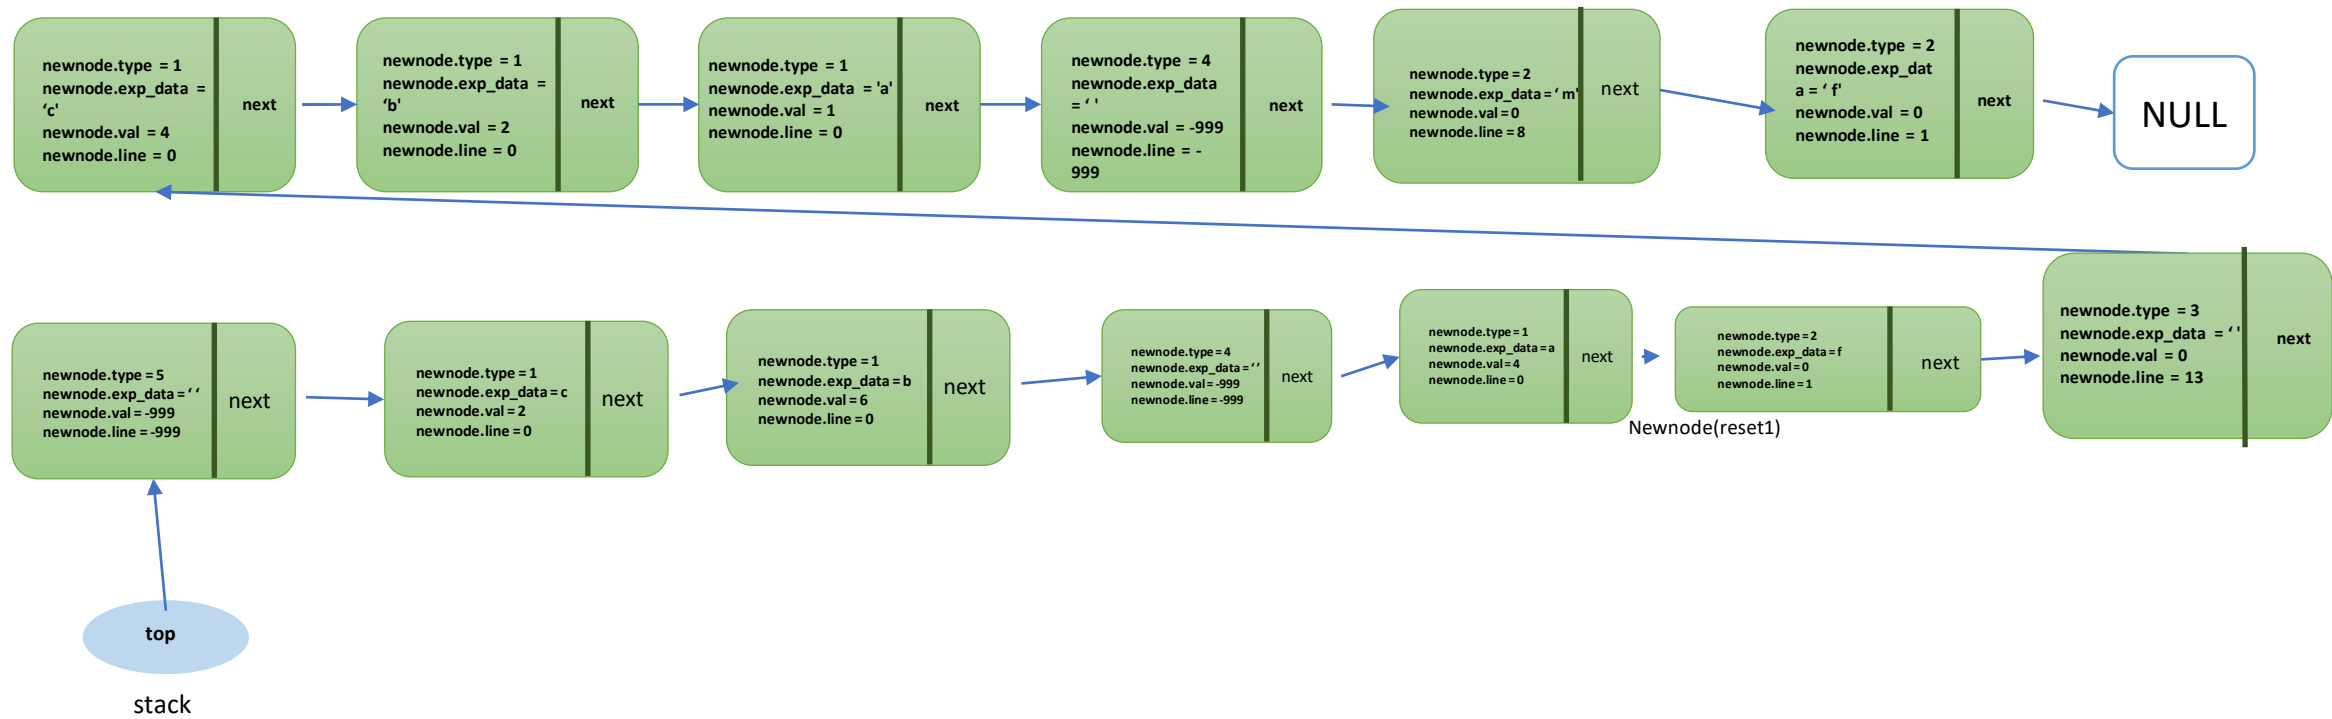 newnode.type = 1
newnode.exp_data =
‘c'
newnode.val = 4
newnode.line = 0
next
newnode.type = 1
newnode.exp_data =
‘b'
newnode.val = 2
newnode.line = 0
next
newnode.type = 1
newnode.exp_data = 'a'
newnode.val = 1
newnode.line = 0
next
newnode.type = 4
newnode.exp_data
= ‘ '
newnode.val = -999
newnode.line = -
999
next
newnode.type = 2
newnode.exp_data = ‘ m'
newnode.val = 0
newnode.line = 8
next
newnode.type = 2
newnode.exp_dat
a = ‘ f'
newnode.val = 0
newnode.line = 1
next
NULL
newnode.type = 5
newnode.exp_data = ‘ ‘
newnode.val = -999
newnode.line = -999
next
newnode.type = 1
newnode.exp_data = c
newnode.val = 2
newnode.line = 0
next
newnode.type = 1
newnode.exp_data = b
newnode.val = 6
newnode.line = 0
next
newnode.type = 4
newnode.exp_data = ‘ ’
newnode.val = -999
newnode.line = -999
next
newnode.type = 1
newnode.exp_data = a
newnode.val = 4
newnode.line = 0
next
newnode.type = 2
newnode.exp_data = f
newnode.val = 0
newnode.line = 1
next
Newnode(reset1)
newnode.type = 3
newnode.exp_data = ‘ '
newnode.val = 0
newnode.line = 13
next
top
stack